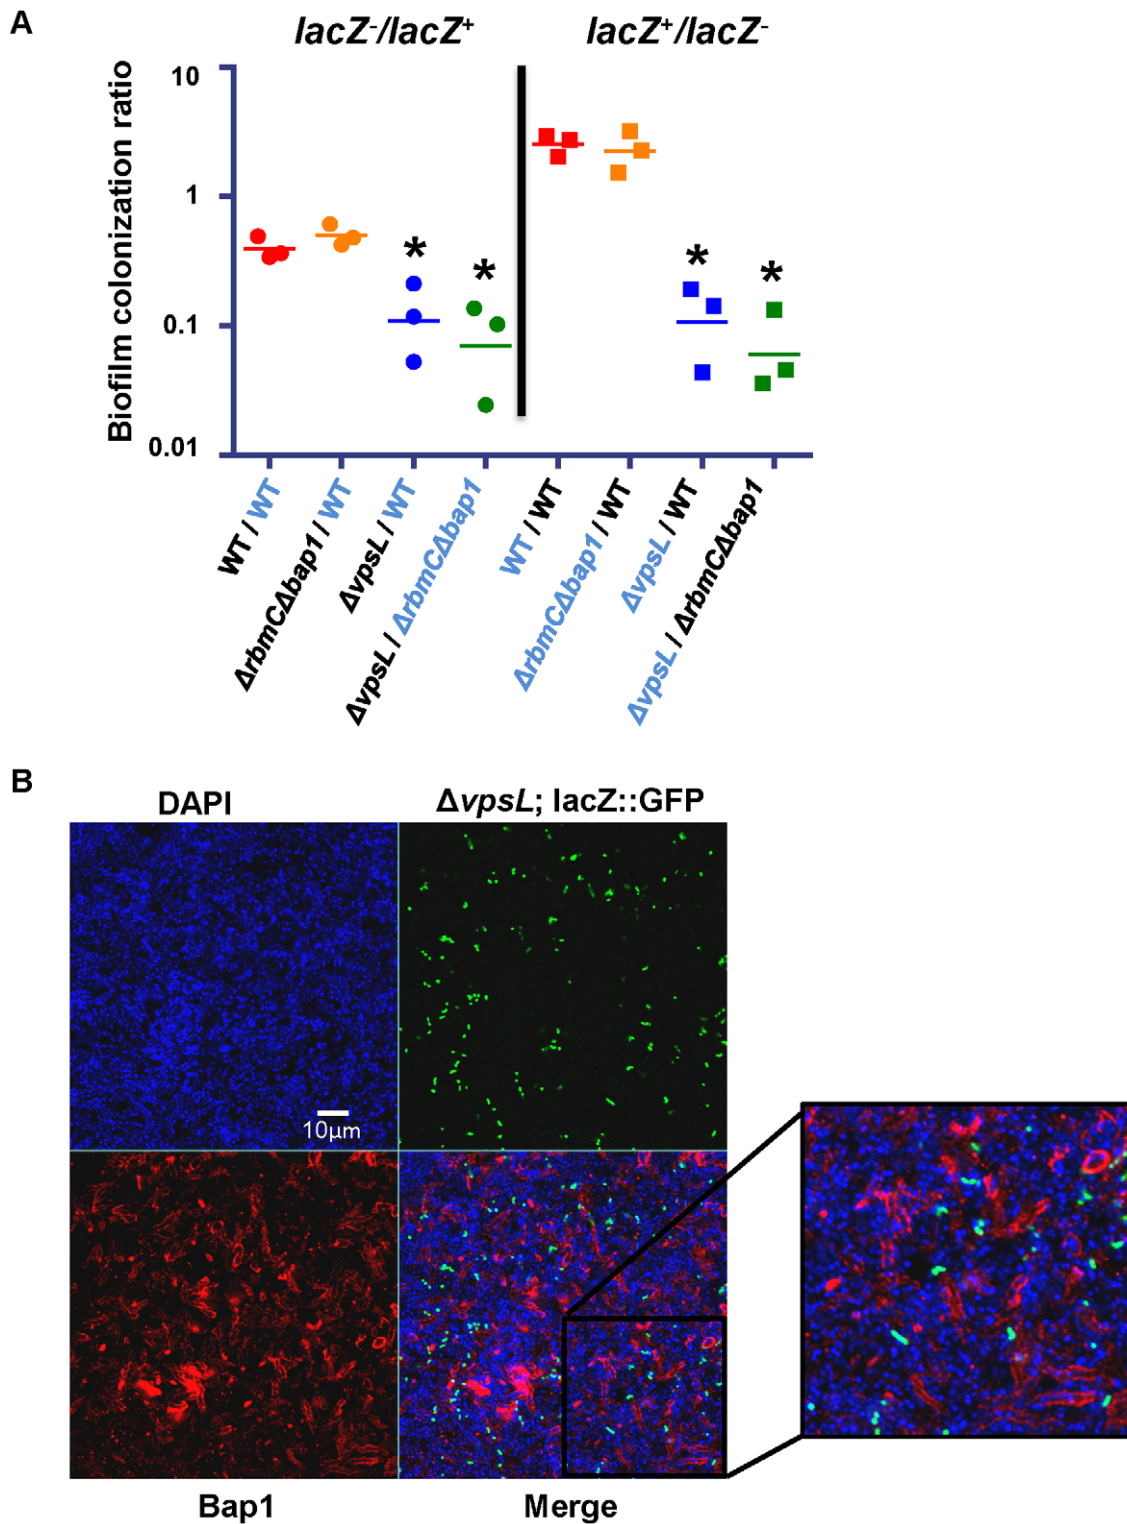 A
lacZ⁻/lacZ⁺
lacZ⁺/lacZ⁻
Biofilm colonization ratio
10
1
0.1
0.01
*
*
*
*
WT / WT
ΔrbmCΔbap1 / WT
ΔvpsL / WT
ΔvpsL / ΔrbmCΔbap1
WT / WT
ΔrbmCΔbap1 / WT
ΔvpsL / WT
ΔvpsL / ΔrbmCΔbap1
B
DAPI
ΔvpsL; lacZ::GFP
10μm
Bap1
Merge